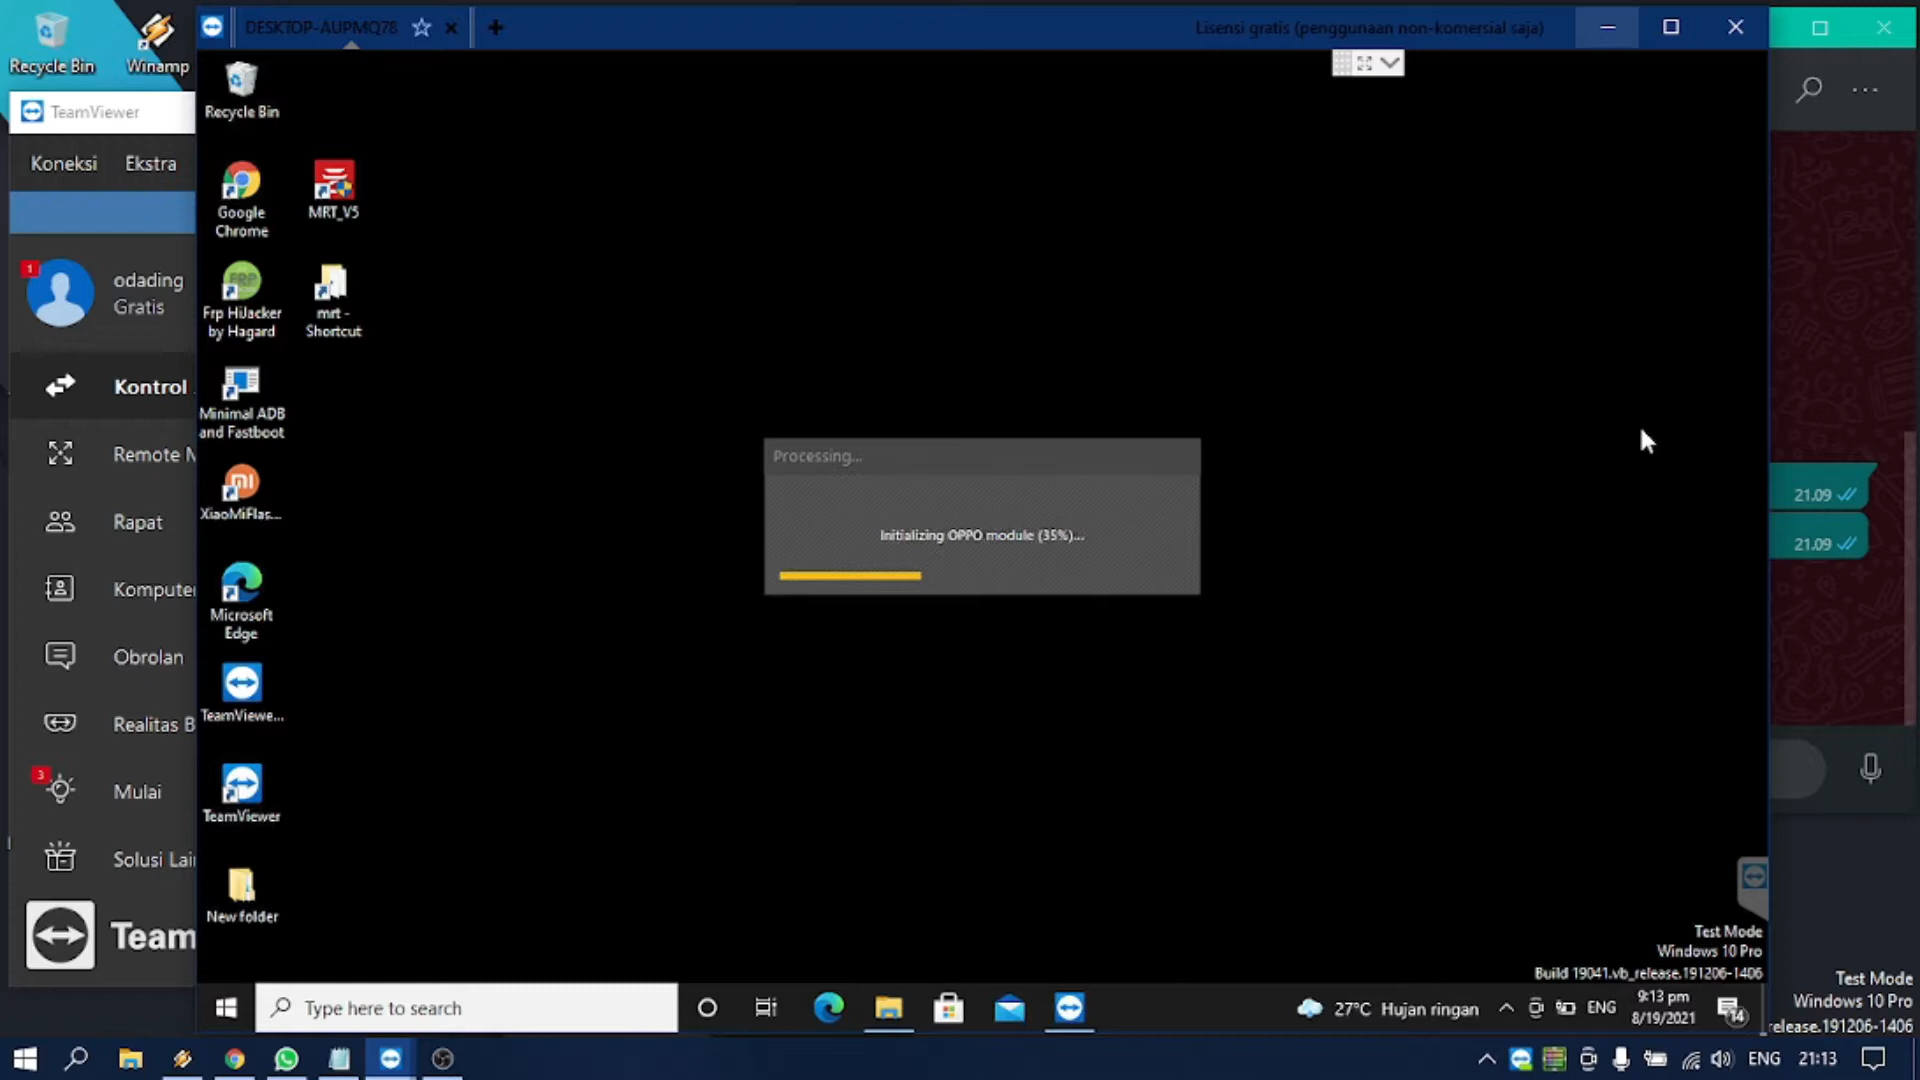 Recycle Bin
Winamp
DESKTOP-AUPMQ78
Lisensi gratis (penggunaan non-komersial saja)
TeamViewer
Koneksi Ekstra
1
odading
Gratis
Kontrol
Remote
Rapat
Komputer
Obrolan
Realitas B
3
Mulai
Solusi Lai
Team
Recycle Bin
Google
Chrome
MRT_V5
FRP
Frp HiJacker
by Hagard
mrt -
Shortcut
Minimal ADB
and Fastboot
XiaoMiFlas...
Microsoft
Edge
TeamViewe...
TeamViewer
New folder
Processing...
Initializing OPPO module (35%)...
21.09
21.09
Test Mode
Windows 10 Pro
Build 19041.vb_release.191206-1406
Test Mode
Windows 10 Pro
release.191206-1406
Type here to search
27°C Hujan ringan
ENG
9:13 pm
8/19/2021
14
ENG
21:13